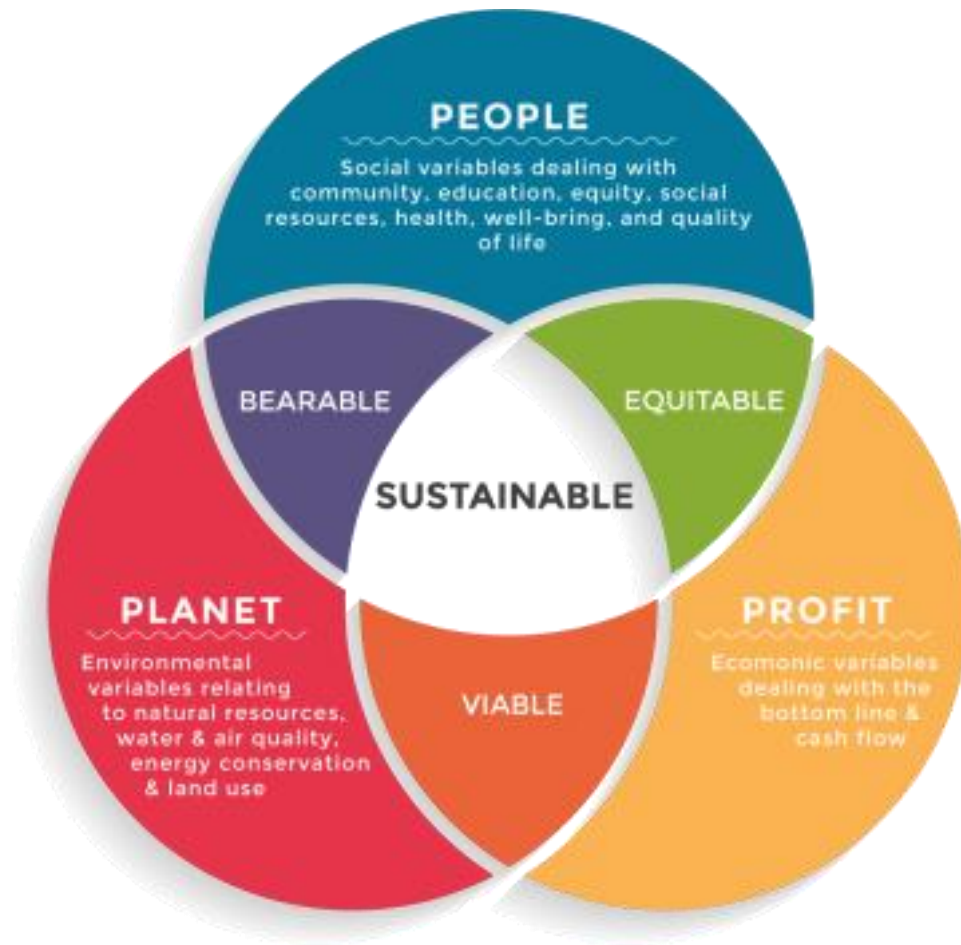 PEOPLE
Social variables dealing with
community, education, equity, social
resources, health, well-bring, and quality
of life
BEARABLE
EQUITABLE
SUSTAINABLE
PLANET
Environmental
variables relating
to natural resources,
water & air quality,
energy conservation
& land use
VIABLE
PROFIT
Ecomonic variables
dealing with the
bottom line &
cash flow